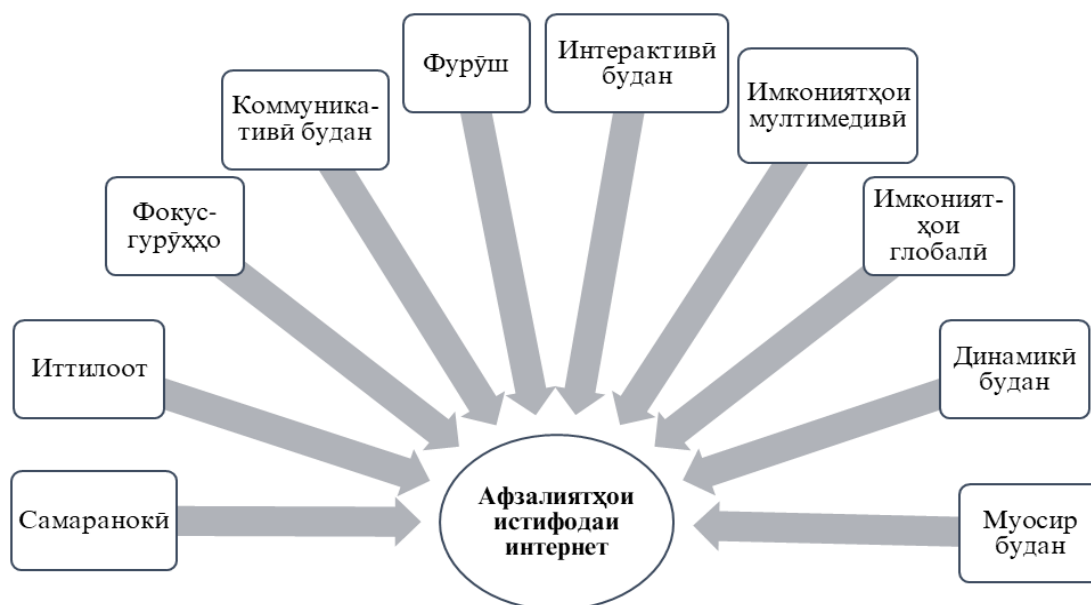 Самаранокӣ
Иттилоот
Фокус-
гурӯҳҳо
Коммуника-
тивӣ будан
Фурӯш
Интерактивӣ
будан
Имкониятҳои
мултимедивӣ
Имконият-
ҳои
глобалӣ
Динамикӣ
будан
Муосир
будан
Афзалиятҳои
истифодаи
интернет